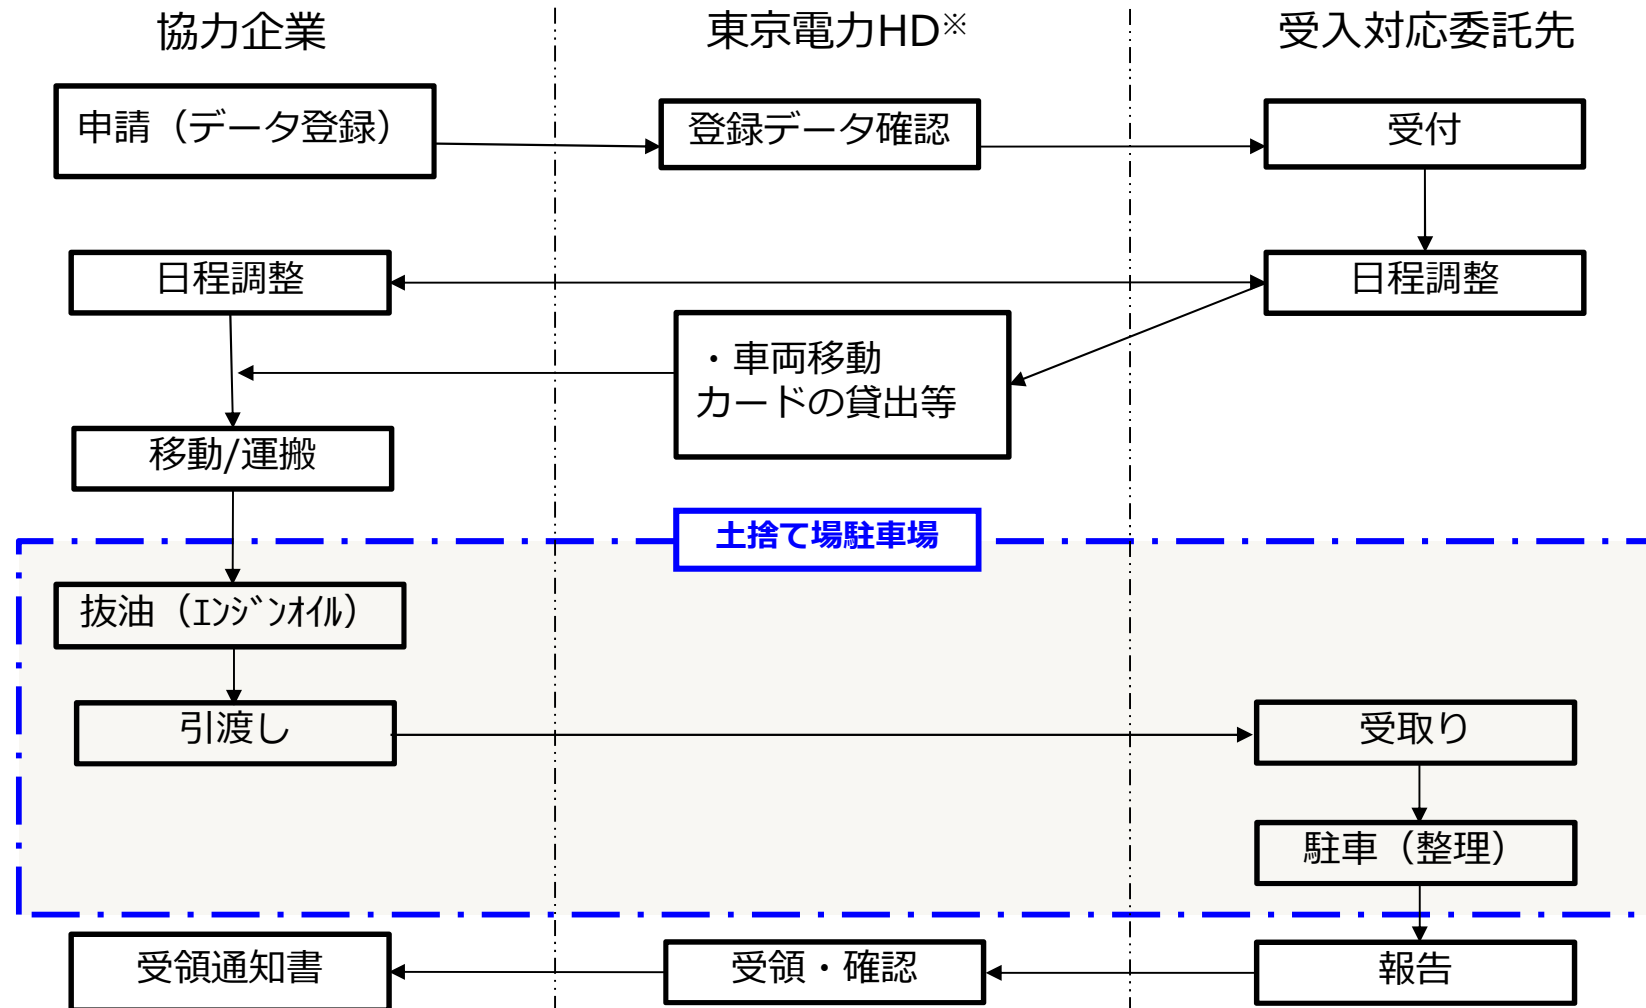 協力企業
東京電力HD※
受入対応委託先
申請（データ登録）
登録データ確認
受付
日程調整
日程調整
・車両移動
カードの貸出等
移動/運搬
土捨て場駐車場
抜油（ｴﾝｼﾞﾝｵｲﾙ）
引渡し
受取り
駐車（整理）
受領通知書
受領・確認
報告